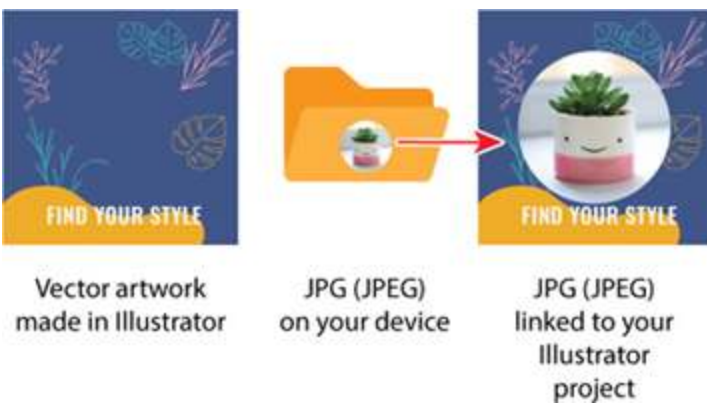 FIND YOUR STYLE
FIND YOUR STYLE
Vector artwork
made in Illustrator
JPG (JPEG)
on your device
JPG (JPEG)
linked to your
Illustrator
project